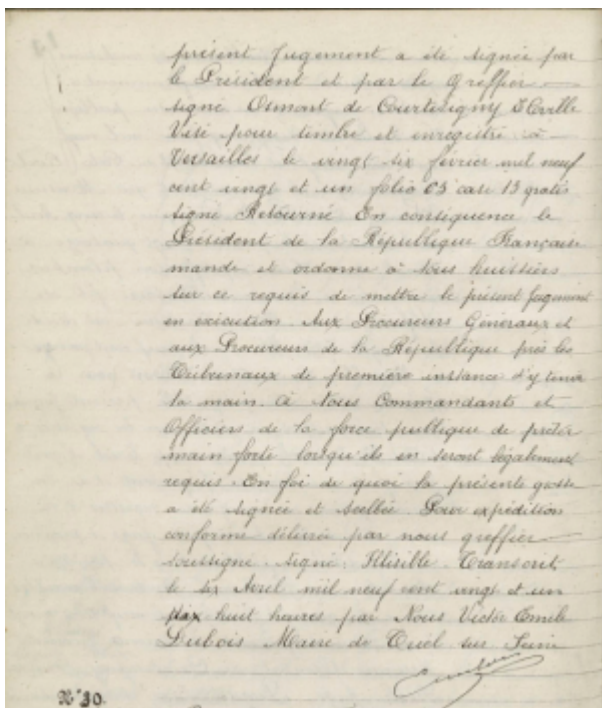 présent Jugement a été signée par
le Président et par le Greffier —
signé Osmont de Courtisigny
Visé pour timbre et enregistré à —
Versailles le vingt six février mil neuf
cent vingt et un folio 03 case 13 gratis
signé Retourné En conséquence le
Président de la République Française
mande et ordonne à tous huissiers
sur ce requis de mettre le présent Jugement
en exécution. Aux Procureurs Généraux et
aux Procureurs de la République près les
Tribunaux de première instance d'y tenir
la main. à tous Commandants et
Officiers de la force publique de prêter
main forte lorsqu'ils en seront légalement
requis. En foi de quoi la présente grosse
a été signée et scellée Pour expédition
conforme délivrée par nous greffier —
soussigné. signé: Illisible. Transcrit
le six Avril mil neuf cent vingt et un
huit heures par Nous Victor Emile
Dubois Maire de Triel sur Seine
N° 30.